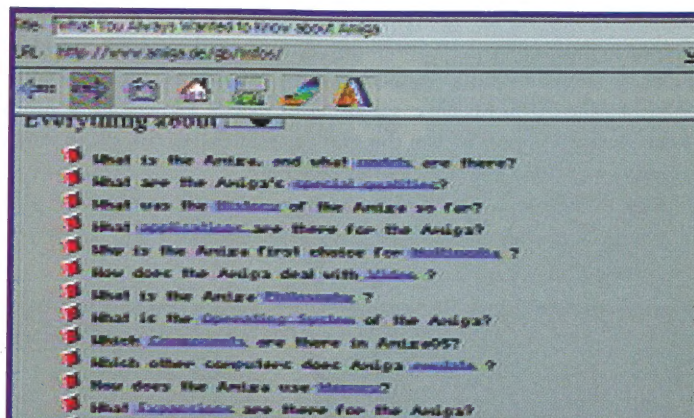 Title: What You Always Wanted to Know about Amiga
URL: http://www.amiga.de/gb/infos/
Everything about
What is the Amiga, and what models are there?
What are the Amiga's special qualities?
What was the History of the Amiga so far?
What applications are there for the Amiga?
Why is the Amiga first choice for Multimedia ?
How does the Amiga deal with Video ?
What is the Amiga Philosophy ?
What is the Operating System of the Amiga?
Which Components are there in AmigaOS?
Which other computers does Amiga emulate ?
How does the Amiga use Memory?
What Expansions are there for the Amiga?